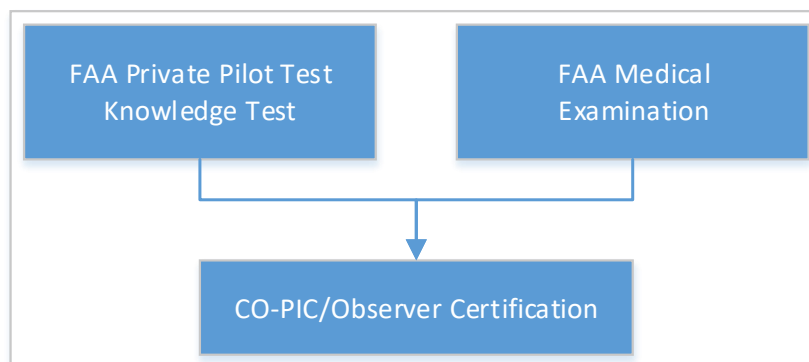 FAA Private Pilot Test
Knowledge Test
FAA Medical
Examination
CO-PIC/Observer Certification